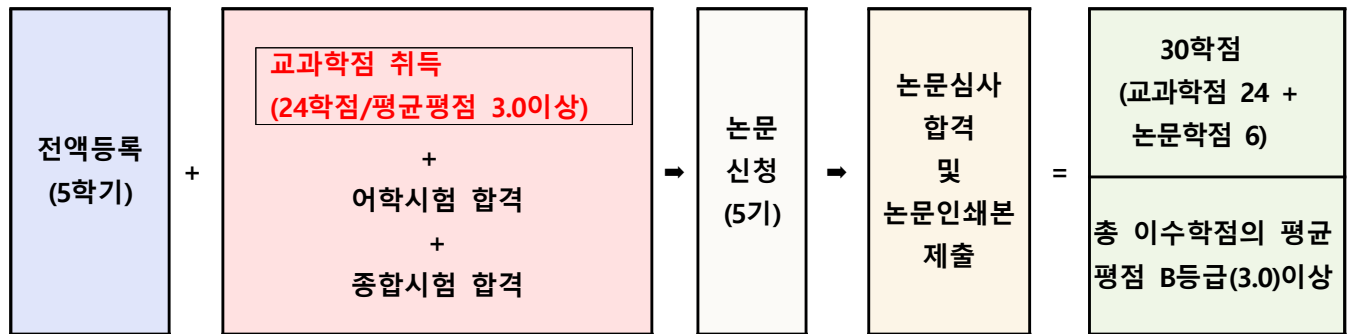 전액등록
(5학기)
+
교과학점 취득
(24학점/평균평점 3.0이상)
+
어학시험 합격
+
종합시험 합격
➡
논문
신청
(5기)
➡
논문심사
합격
및
논문인쇄본
제출
=
30학점
(교과학점 24 +
논문학점 6)
총 이수학점의 평균
평점 B등급(3.0)이상